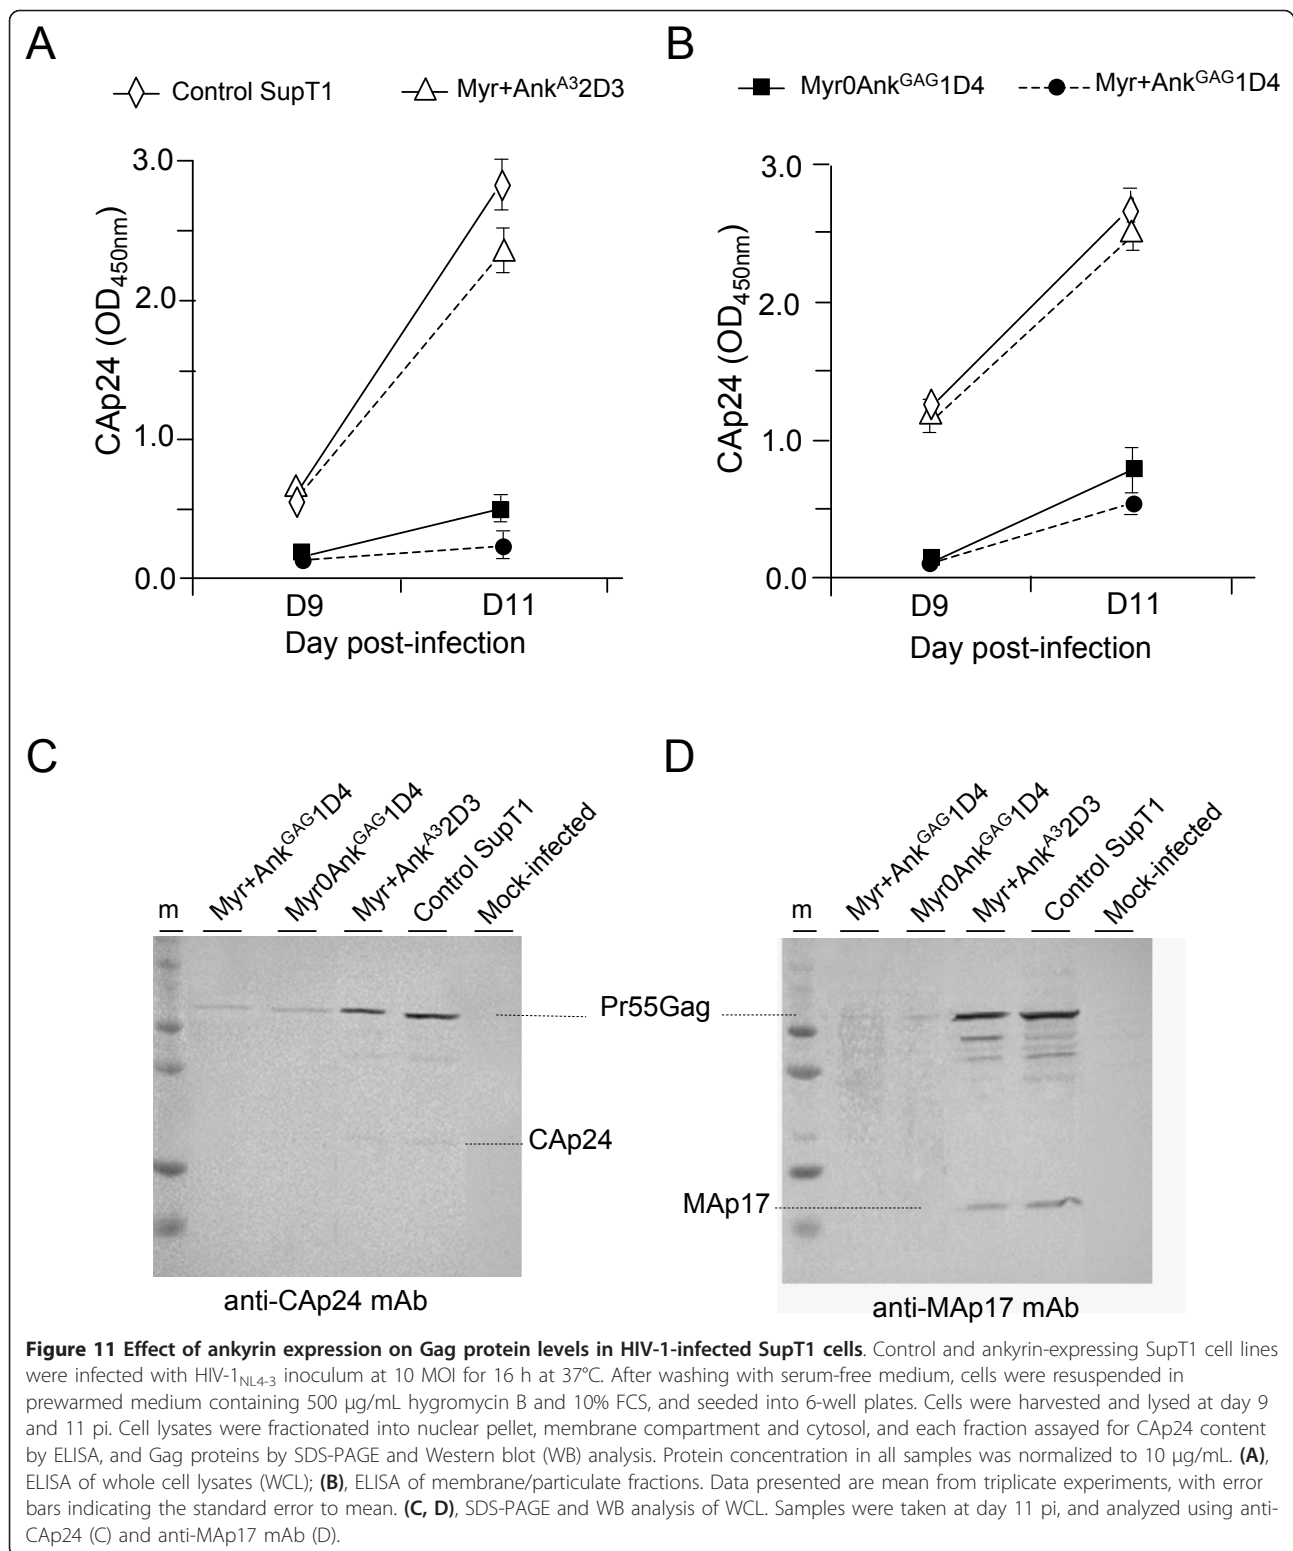 A
B
Control SupT1
Myr+Ank^A3 2D3
Myr0Ank^GAG 1D4
Myr+Ank^GAG 1D4
3.0
2.0
1.0
0.0
CAp24 (OD450nm)
D9
D11
Day post-infection
3.0
2.0
1.0
0.0
CAp24 (OD450nm)
D9
D11
Day post-infection
C
D
m
Myr+Ank^GAG 1D4
Myr0Ank^GAG 1D4
Myr+Ank^A3 2D3
Control SupT1
Mock-infected
m
Myr+Ank^GAG 1D4
Myr0Ank^GAG 1D4
Myr+Ank^A3 2D3
Control SupT1
Mock-infected
Pr55Gag
CAp24
MAp17
anti-CAp24 mAb
anti-MAp17 mAb
Figure 11 Effect of ankyrin expression on Gag protein levels in HIV-1-infected SupT1 cells. Control and ankyrin-expressing SupT1 cell lines
were infected with HIV-1NL4-3 inoculum at 10 MOI for 16 h at 37°C. After washing with serum-free medium, cells were resuspended in
prewarmed medium containing 500 μg/mL hygromycin B and 10% FCS, and seeded into 6-well plates. Cells were harvested and lysed at day 9
and 11 pi. Cell lysates were fractionated into nuclear pellet, membrane compartment and cytosol, and each fraction assayed for CAp24 content
by ELISA, and Gag proteins by SDS-PAGE and Western blot (WB) analysis. Protein concentration in all samples was normalized to 10 μg/mL. (A),
ELISA of whole cell lysates (WCL); (B), ELISA of membrane/particulate fractions. Data presented are mean from triplicate experiments, with error
bars indicating the standard error to mean. (C, D), SDS-PAGE and WB analysis of WCL. Samples were taken at day 11 pi, and analyzed using anti-
CAp24 (C) and anti-MAp17 mAb (D).